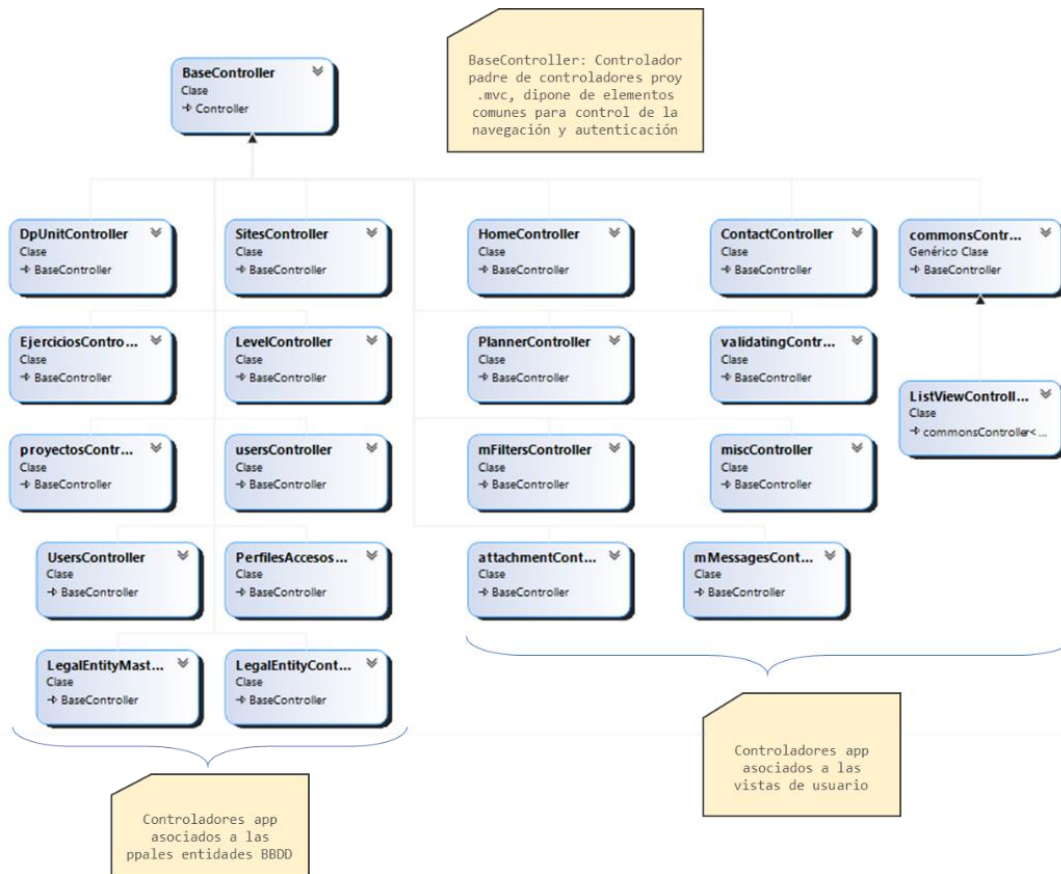 BaseController: Controlador
padre de controladores proy
.mvc, dipone de elementos
comunes para control de la
navegación y autenticación
BaseController
Clase
Controller
DpUnitController
Clase
BaseController
SitesController
Clase
BaseController
HomeController
Clase
BaseController
ContactController
Clase
BaseController
commonsContr...
Genérico Clase
BaseController
EjerciciosContro...
Clase
BaseController
LevelController
Clase
BaseController
PlannerController
Clase
BaseController
validatingContr...
Clase
BaseController
ListViewControll...
Clase
commonsController<...
proyectosContr...
Clase
BaseController
usersController
Clase
BaseController
mFiltersController
Clase
BaseController
miscController
Clase
BaseController
UsersController
Clase
BaseController
PerfilesAccesos...
Clase
BaseController
attachmentCont...
Clase
BaseController
mMessagesCont...
Clase
BaseController
LegalEntityMast...
Clase
BaseController
LegalEntityCont...
Clase
BaseController
Controladores app
asociados a las
vistas de usuario
Controladores app
asociados a las
ppales entidades BBDD